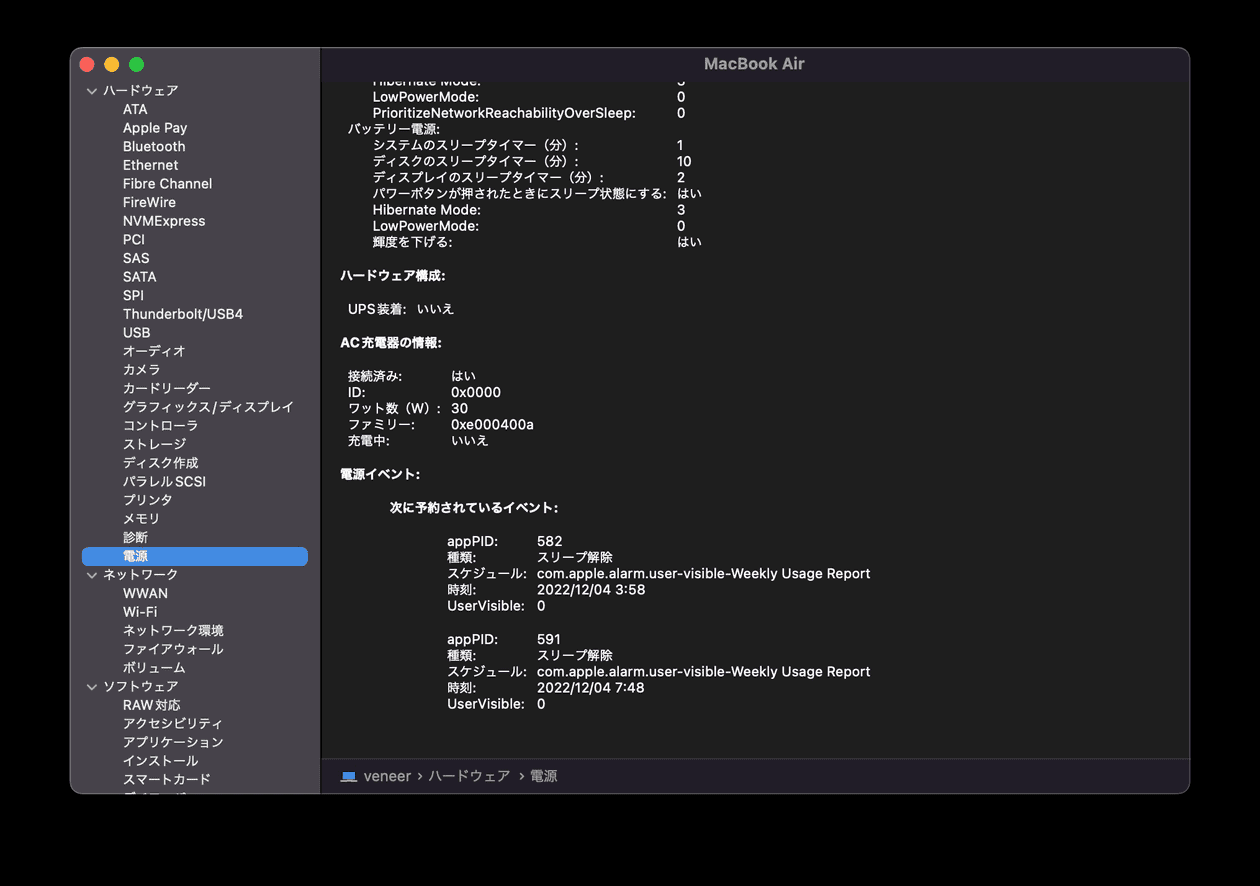 MacBook Air
ハードウェア
ATA
Apple Pay
Bluetooth
Ethernet
Fibre Channel
FireWire
NVMExpress
PCI
SAS
SATA
SPI
Thunderbolt/USB4
USB
オーディオ
カメラ
カードリーダー
グラフィックス/ディスプレイ
コントローラ
ストレージ
ディスク作成
パラレルSCSI
プリンタ
メモリ
診断
電源
ネットワーク
WWAN
Wi-Fi
ネットワーク環境
ファイアウォール
ボリューム
ソフトウェア
RAW対応
アクセシビリティ
アプリケーション
インストール
スマートカード
Hibernate Mode: 3
LowPowerMode: 0
PrioritizeNetworkReachabilityOverSleep: 0
バッテリー電源:
システムのスリープタイマー（分）: 1
ディスクのスリープタイマー（分）: 10
ディスプレイのスリープタイマー（分）: 2
パワーボタンが押されたときにスリープ状態にする: はい
Hibernate Mode: 3
LowPowerMode: 0
輝度を下げる: はい
ハードウェア構成:
UPS装着: いいえ
AC充電器の情報:
接続済み: はい
ID: 0x0000
ワット数（W）: 30
ファミリー: 0xe000400a
充電中: いいえ
電源イベント:
次に予約されているイベント:
appPID: 582
種類: スリープ解除
スケジュール: com.apple.alarm.user-visible-Weekly Usage Report
時刻: 2022/12/04 3:58
UserVisible: 0
appPID: 591
種類: スリープ解除
スケジュール: com.apple.alarm.user-visible-Weekly Usage Report
時刻: 2022/12/04 7:48
UserVisible: 0
veneer › ハードウェア › 電源